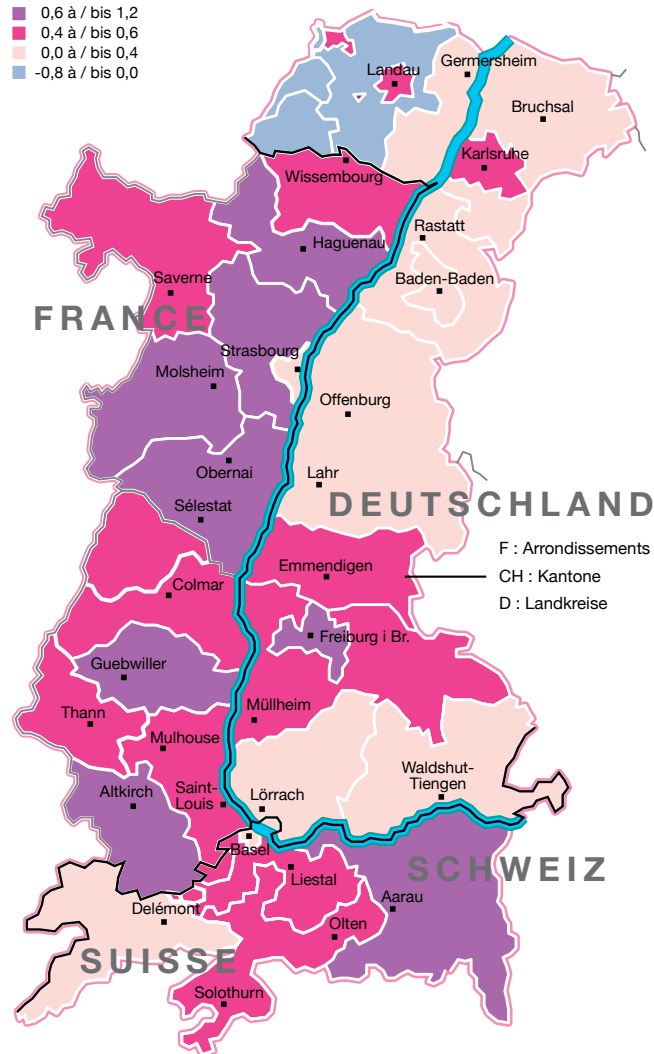 0,6 à / bis 1,2
0,4 à / bis 0,6
0,0 à / bis 0,4
-0,8 à / bis 0,0
Germersheim
Landau
Bruchsal
Karlsruhe
Wissembourg
Rastatt
Haguenau
Baden-Baden
Saverne
FRANCE
Strasbourg
Molsheim
Offenburg
Obernai
Lahr
Sélestat
DEUTSCHLAND
F : Arrondissements
CH : Kantone
D : Landkreise
Emmendigen
Colmar
Freiburg i Br.
Guebwiller
Thann
Müllheim
Mulhouse
Waldshut-
Tiengen
Altkirch
Saint-
Louis
Lörrach
Basel
SCHWEIZ
Liestal
Aarau
Delémont
Olten
SUISSE
Solothurn